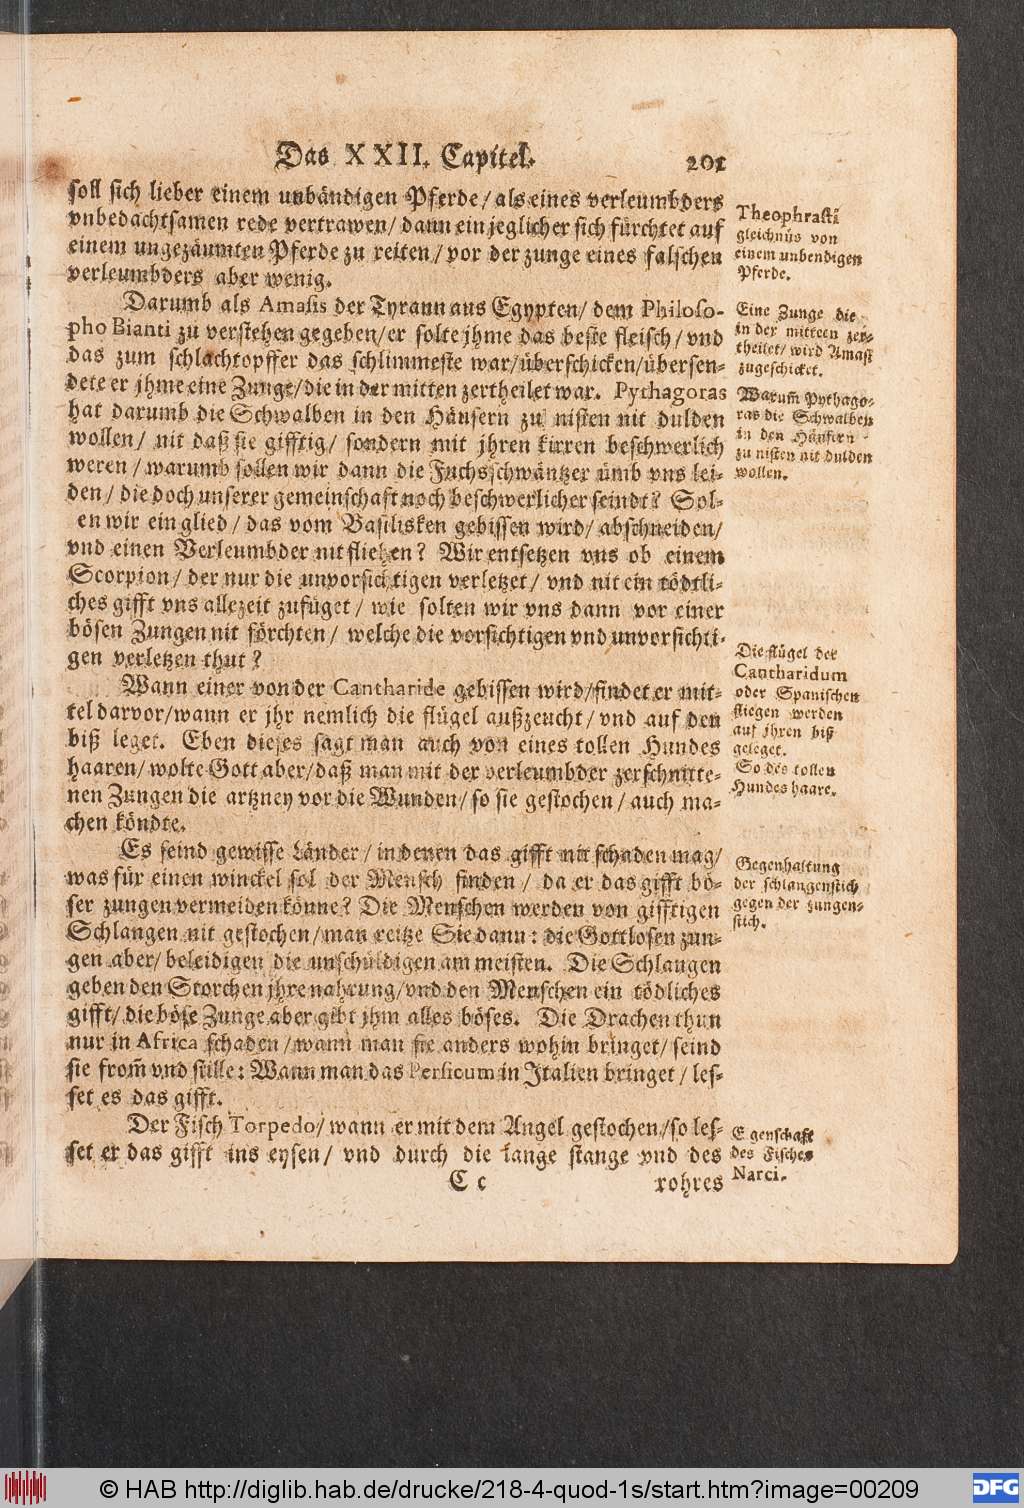 Das XXII. Capitel.
201
soll sich lieber einem unbändigen Pferde / als eines verleumbders
vnbedachtsamen rede vertrawen / dann ein jeglicher sich fürchtet auf
einem ungezäumten Pferde zu reiten / vor der zunge eines falschen
verleumbders aber wenig.
Darumb als Amasis der Tyrann aus Egypten / dem Philoso-
pho Bianti zu verstehen gegeben / er solte jhme das beste fleisch / vnd
das zum schlachtopffer das schlimmeste war / überschicken / übersen-
dete er jhme eine Zunge / die in der mitten zertheilet war. Pythagoras
hat darumb die Schwalben in den Häusern zu nisten nit dulden
wollen / nit daß sie gifftig / sondern mit jhren kirren beschwerlich
weren / warumb sollen wir dann die Fuchsschwäntzer ümb vns lei-
den / die doch unserer gemeinschaft noch beschwerlicher seindt? Sol-
en wir ein glied / das vom Basilisken gebissen wird / abschneiden /
vnd einen Verleumbder nit fliehen? Wir entsetzen vns ob einem
Scorpion / der nur die unvorsichtigen verletzet / vnd nit ein tödtli-
ches gifft vns allezeit zufüget / wie solten wir vns dann vor einer
bösen Zungen nit förchten / welche die vorsichtigen vnd unvorsichti-
gen verletzen thut?
Wann einer von der Cantharide gebissen wird / findet er mit-
tel darvor / wann er jhr nemlich die flügel außzeucht / vnd auf den
biß leget. Eben dieses sagt man auch von eines tollen Hundes
haaren / wolte Gott aber / daß man mit der verleumbder zerschnitte-
nen Zungen die artzney vor die Wunden / so sie gestochen / auch ma-
chen köndte.
Es seind gewisse Länder / in denen das gifft nit schaden mag /
was für einen winckel sol der Mensch finden / da er das gifft bö-
ser zungen vermeiden könne? Die Menschen werden von gifftigen
Schlangen nit gestochen / man reitze Sie dann: die Gottlosen zun-
gen aber / beleidigen die unschuldigen am meisten. Die Schlangen
geben den Storchen jhre nahrung / vnd den Menschen ein tödliches
gifft / die böse Zunge aber gibt jhm alles böses. Die Drachen thun
nur in Africa schaden / wann man sie anders wohin bringet / seind
sie from̃ vnd stille: Wann man das Persicum in Italien bringet / les-
set es das gifft.
Der Fisch Torpedo / wann er mit dem Angel gestochen / so les-
set er das gifft ins eysen / vnd durch die lange stange vnd des
C c
rohres
Theophrasti
gleichnüs von
einem unbendigen
Pferde.
Eine Zunge die
in der mitten zer-
theilet / wird Amasi
zugeschicket.
Warum̃ Pythago-
ras die Schwalben
in den Häusern
zu nisten nit dulden
wollen.
Die flügel der
Cantharidum
oder Spanischen
fliegen werden
auf jhren biß
geleget.
So des tollen
Hundes haare.
Gegenhaltung
der schlangenstich
gegen der zungen-
stich.
E genschaft
des Fisches
Narci.
© HAB http://diglib.hab.de/drucke/218-4-quod-1s/start.htm?image=00209
DFG